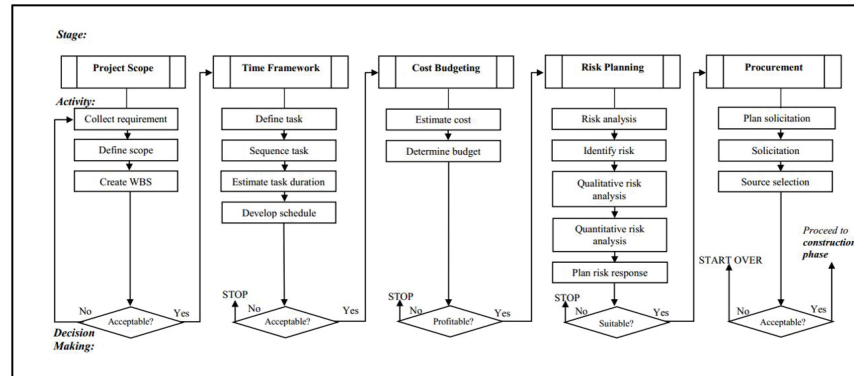 Stage:
Project Scope
Time Framework
Cost Budgeting
Risk Planning
Procurement
Activity:
Collect requirement
Define scope
Create WBS
Define task
Sequence task
Estimate task duration
Develop schedule
Estimate cost
Determine budget
Risk analysis
Identify risk
Qualitative risk
analysis
Quantitative risk
analysis
Plan risk response
Plan solicitation
Solicitation
Source selection
Decision
Making:
No
Acceptable?
Yes
STOP
No
Acceptable?
Yes
STOP
No
Profitable?
Yes
STOP
No
Suitable?
Yes
START OVER
No
Acceptable?
Yes
Proceed to
construction
phase